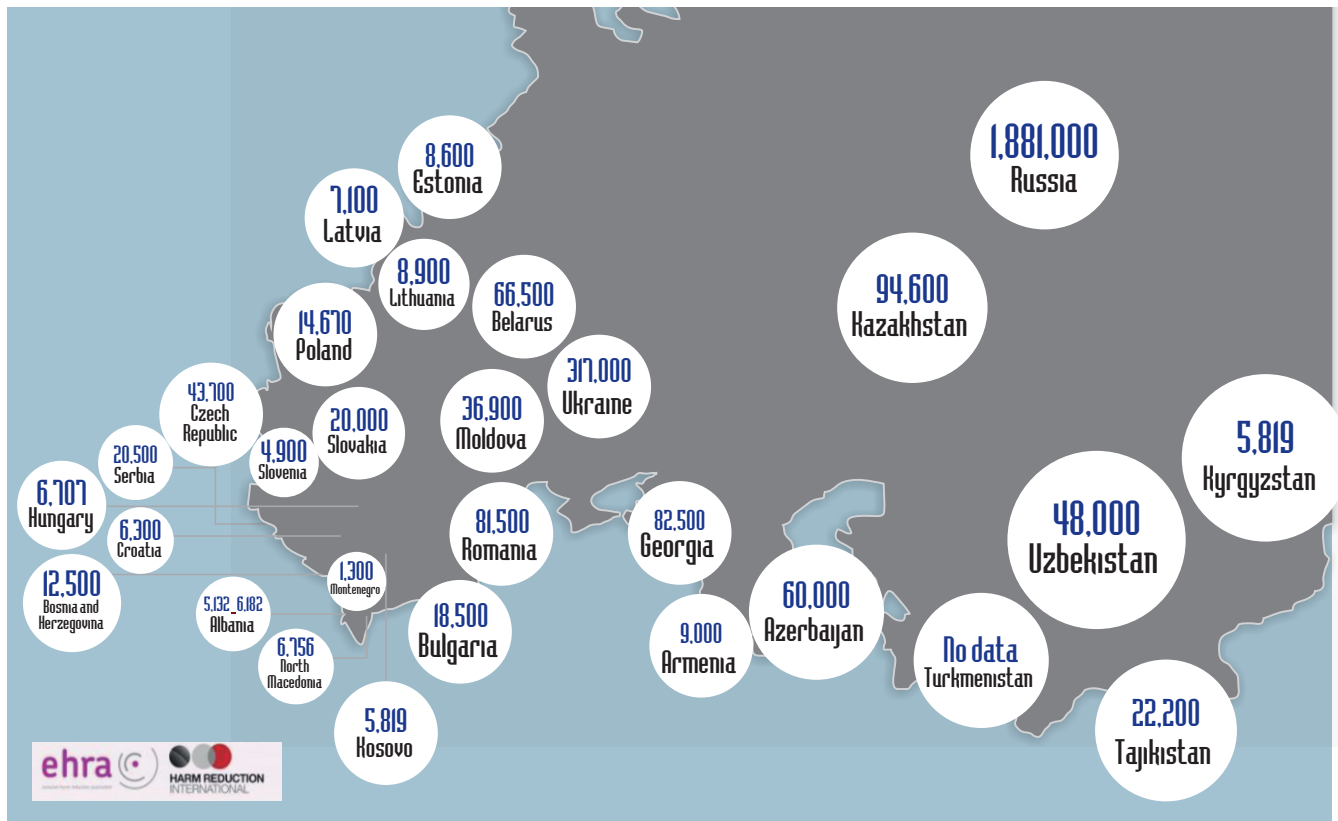 1,881,000
Russia
8,600
Estonia
7,100
Latvia
8,900
Lithuania
66,500
Belarus
94,600
Kazakhstan
14,670
Poland
317,000
Ukraine
43,700
Czech
Republic
20,000
Slovakia
36,900
Moldova
4,900
Slovenia
20,500
Serbia
5,819
Kyrgyzstan
6,707
Hungary
6,300
Croatia
81,500
Romania
82,500
Georgia
48,000
Uzbekistan
12,500
Bosnia and
Herzegovina
1,300
Montenegro
5,132_6,182
Albania
18,500
Bulgaria
60,000
Azerbaijan
9,000
Armenia
No data
Turkmenistan
6,756
North
Macedonia
5,819
Kosovo
22,200
Tajikistan
ehra
HARM REDUCTION
INTERNATIONAL